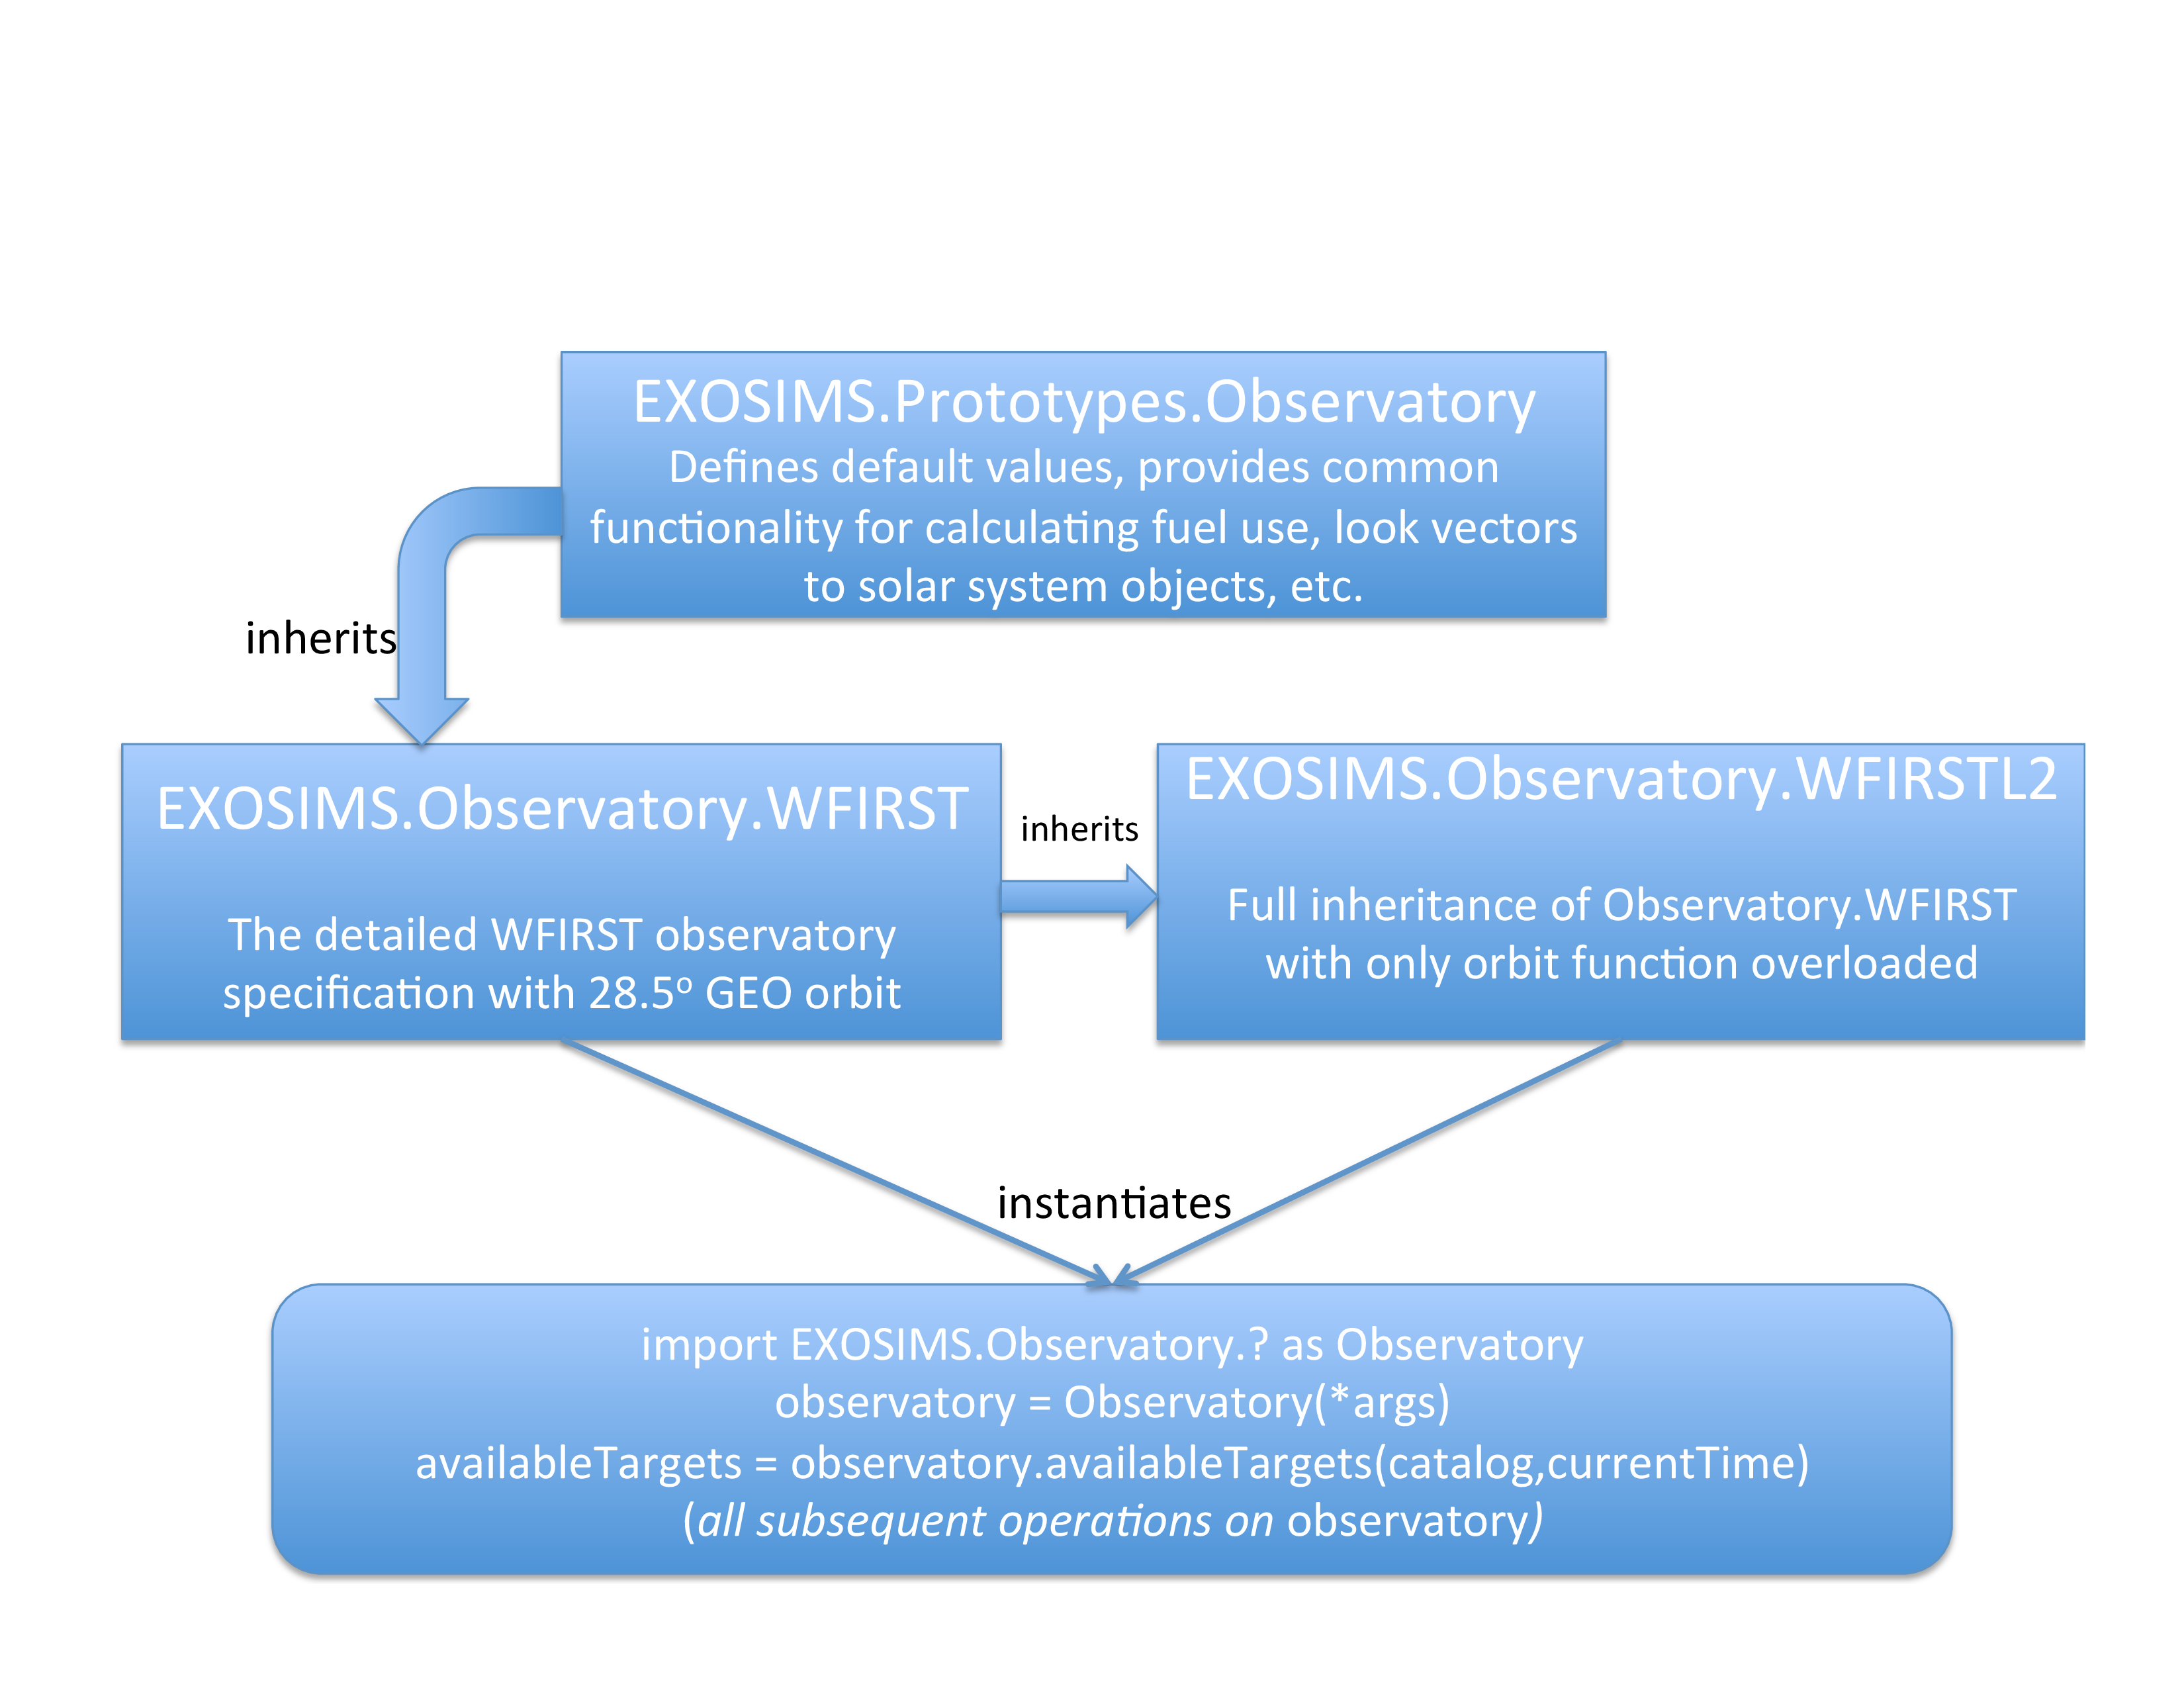 EXOSIMS.Prototypes.Observatory
Defines default values, provides common
functionality for calculating fuel use, look vectors
to solar system objects, etc.
inherits
EXOSIMS.Observatory.WFIRST
The detailed WFIRST observatory
specification with 28.5º GEO orbit
inherits
EXOSIMS.Observatory.WFIRSTL2
Full inheritance of Observatory.WFIRST
with only orbit function overloaded
instantiates
import EXOSIMS.Observatory.? as Observatory
observatory = Observatory(*args)
availableTargets = observatory.availableTargets(catalog,currentTime)
(all subsequent operations on observatory)